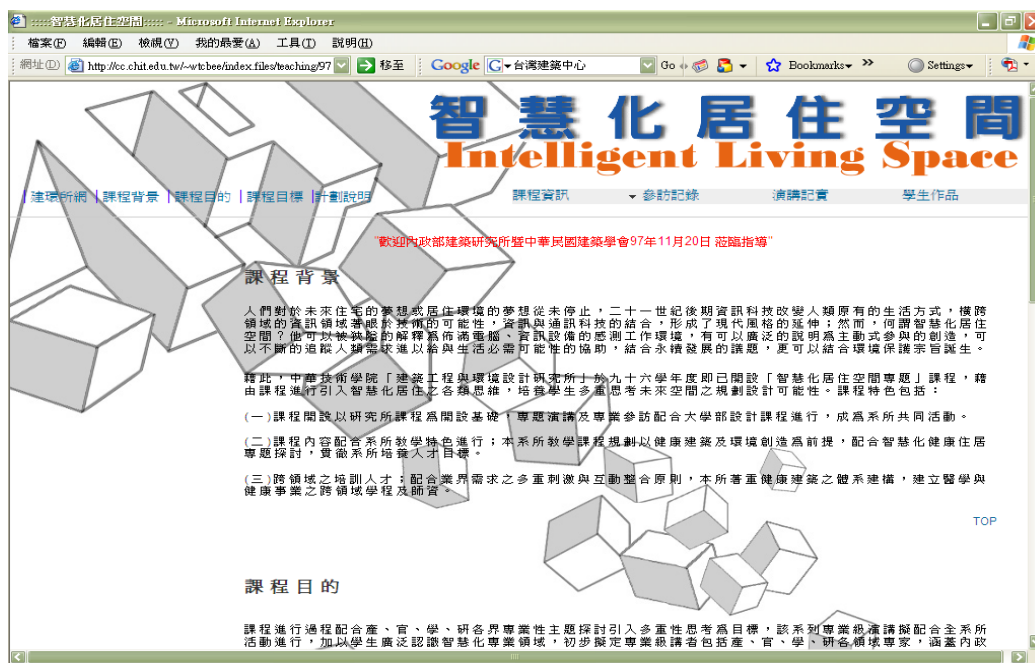 :::::智慧化居住空間::::: - Microsoft Internet Explorer
檔案(F) 編輯(E) 檢視(V) 我的最愛(A) 工具(T) 說明(H)
網址(D) http://cc.chit.edu.tw/~wtcbee/index.files/teaching/97 移至 Google 台灣建築中心 Go Bookmarks Settings
智慧化居住空間
Intelligent Living Space
建環所網 課程背景 課程目的 課程目標 計劃說明 課程資訊 參訪記錄 演講記實 學生作品
"歡迎內政部建築研究所暨中華民國建築學會97年11月20日 蒞臨指導"
課程背景
人們對於未來住宅的夢想或居住環境的夢想從未停止，二十一世紀後期資訊科技改變人類原有的生活方式，橫跨
領域的資訊領域著眼於技術的可能性，資訊與通訊科技的結合，形成了現代風格的延伸；然而，何謂智慧化居住
空間？他可以被狹隘的解釋為佈滿電腦、資訊設備的感測工作環境，有可以廣泛的說明為主動式參與的創造，可
以不斷的追蹤人類需求進以給與生活必需可能性的協助，結合永續發展的議題，更可以結合環境保護宗旨誕生。
藉此，中華技術學院「建築工程與環境設計研究所」於九十六學年度即已開設「智慧化居住空間專題」課程，藉
由課程進行引入智慧化居住之各類思維，培養學生多重思考未來空間之規劃設計可能性。課程特色包括：
(一)課程開設以研究所課程為開設基礎，專題演講及專業參訪配合大學部設計課程進行，成為系所共同活動。
(二)課程內容配合系所教學特色進行；本系所教學課程規劃以健康建築及環境創造為前提，配合智慧化健康住居
專題探討，貫徹系所培養人才目標。
(三)跨領域之培訓人才；配合業界需求之多重刺激與互動整合原則，本所著重健康建築之體系建構，建立醫學與
健康事業之跨領域學程及師資。
TOP
課程目的
課程進行過程配合產、官、學、研各界專業性主題探討引入多重性思考為目標，該系列專業級演講擬配合全系所
活動進行，加以學生廣泛認識智慧化專業領域，初步擬定專業級講者包括產、官、學、研各領域專家，涵蓋內政